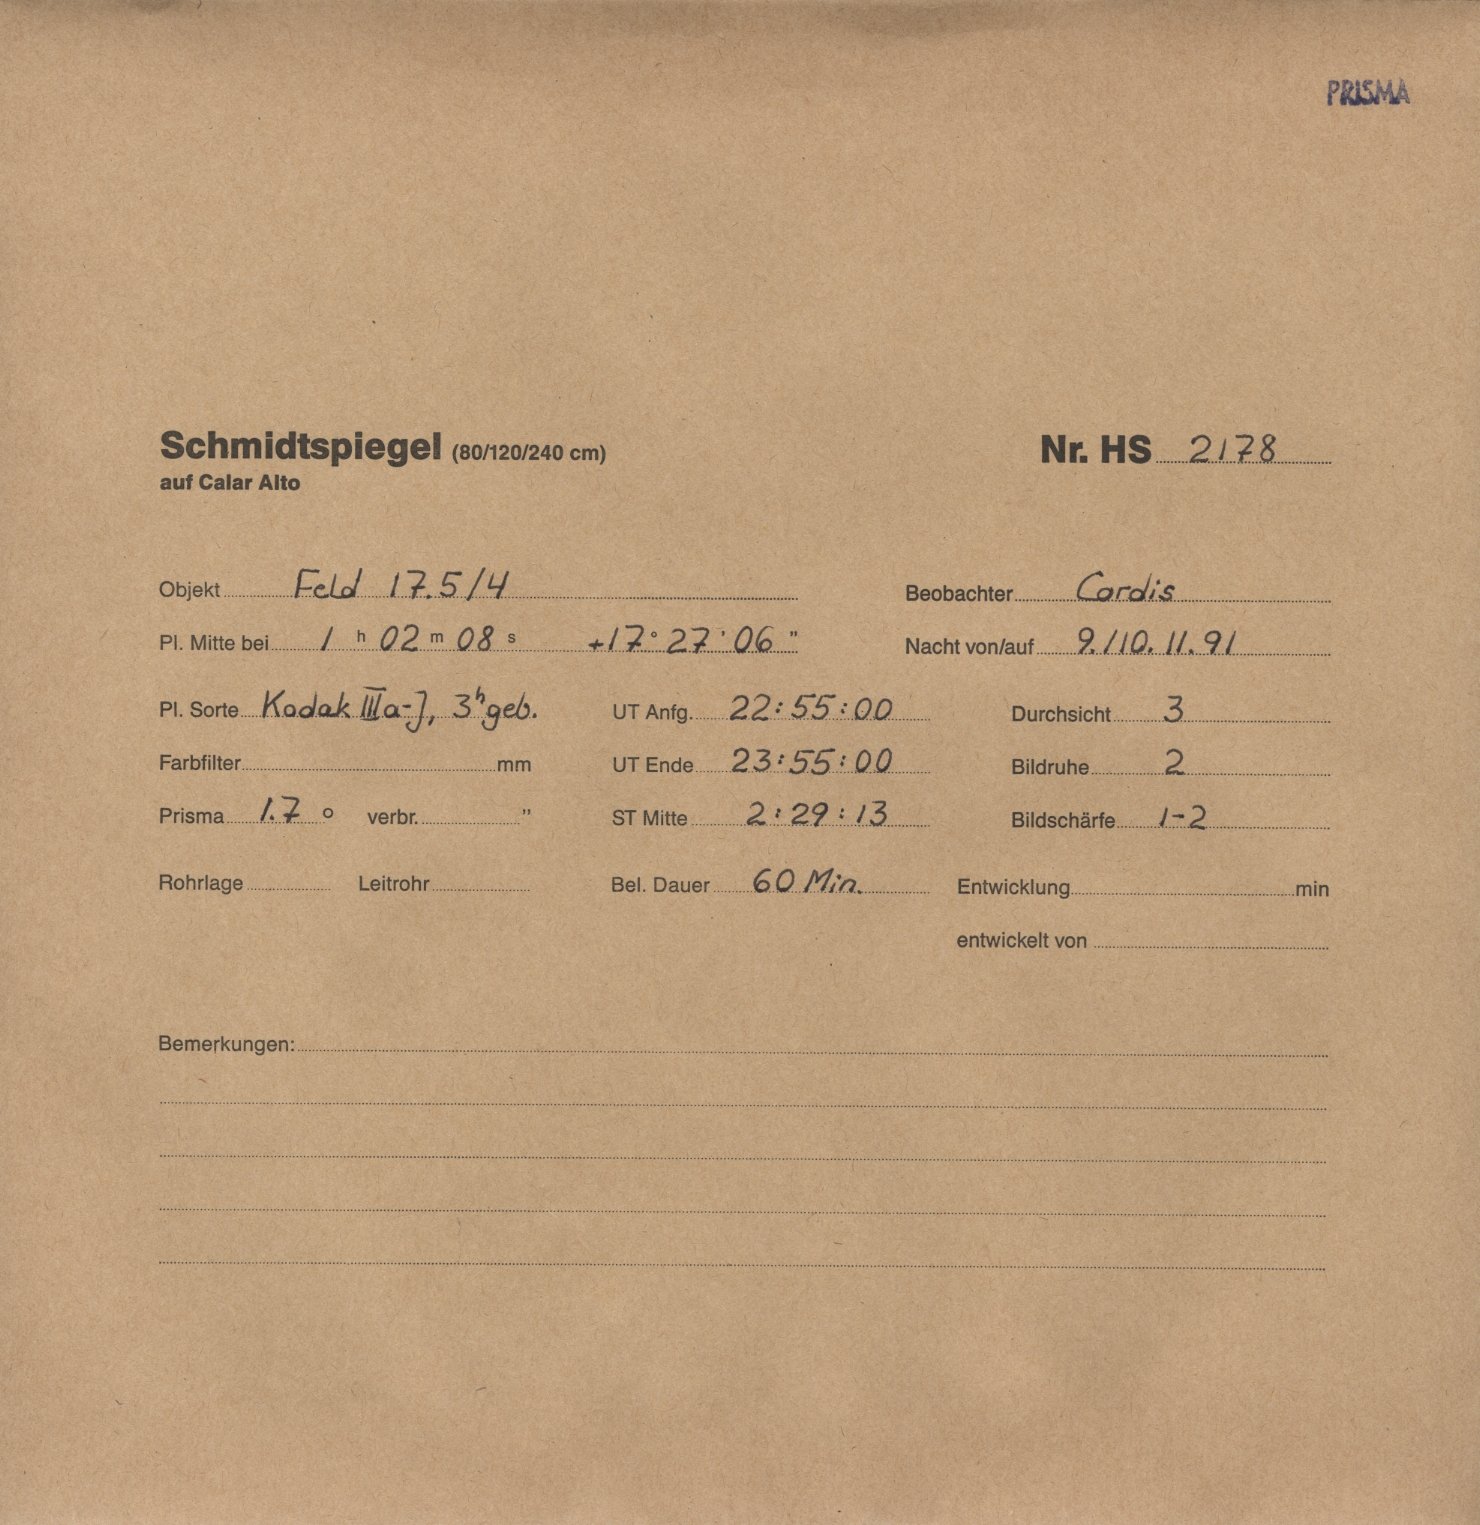 PRISMA
Schmidtspiegel (80/120/240 cm) Nr. HS 2178
auf Calar Alto
Objekt Feld 17.5/4 Beobachter Cordis
Pl. Mitte bei 1 h 02 m 08 s +17° 27' 06 " Nacht von/auf 9./10. 11. 91
Pl. Sorte Kodak IIIa-J, 3h geb. UT Anfg. 22:55:00 Durchsicht 3
Farbfilter mm UT Ende 23:55:00 Bildruhe 2
Prisma 1.7 ° verbr. " ST Mitte 2:29:13 Bildschärfe 1-2
Rohrlage Leitrohr Bel. Dauer 60 Min. Entwicklung min
entwickelt von
Bemerkungen: